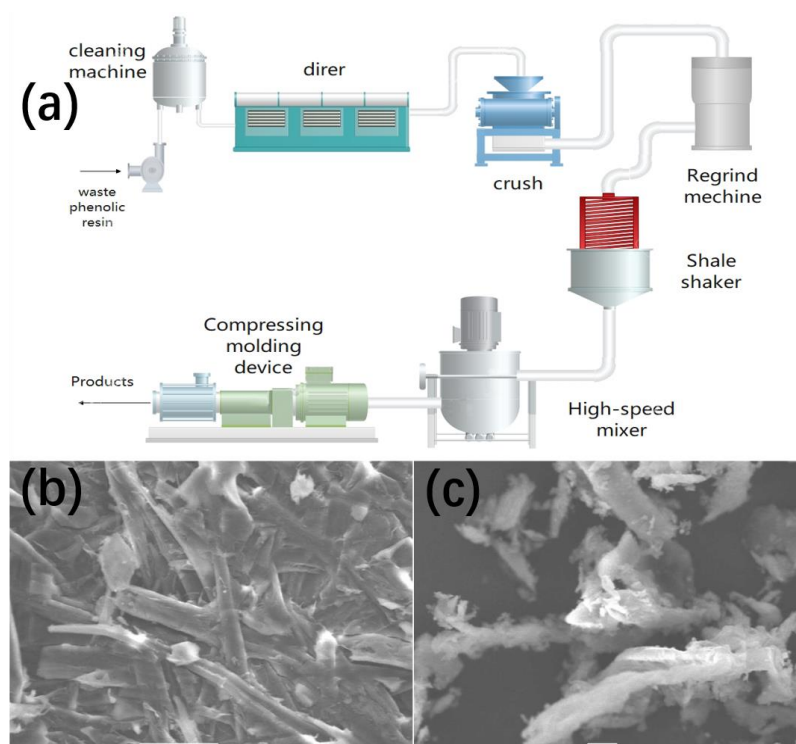 (a)
cleaning
machine
direr
crush
Regrind
mechine
waste
phenolic
resin
Shale
shaker
Compressing
molding
device
Products
High-speed
mixer
(b)
(c)